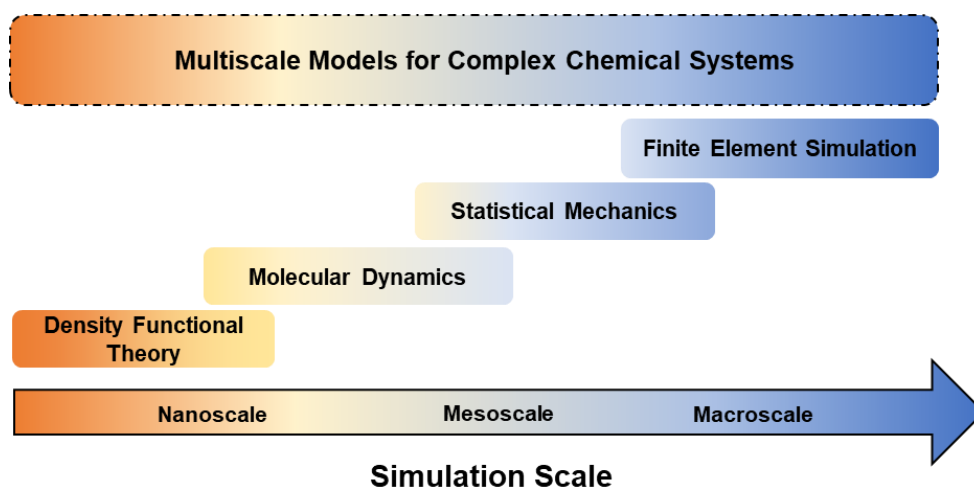 Multiscale Models for Complex Chemical Systems
Finite Element Simulation
Statistical Mechanics
Molecular Dynamics
Density Functional
Theory
Nanoscale Mesoscale Macroscale
Simulation Scale